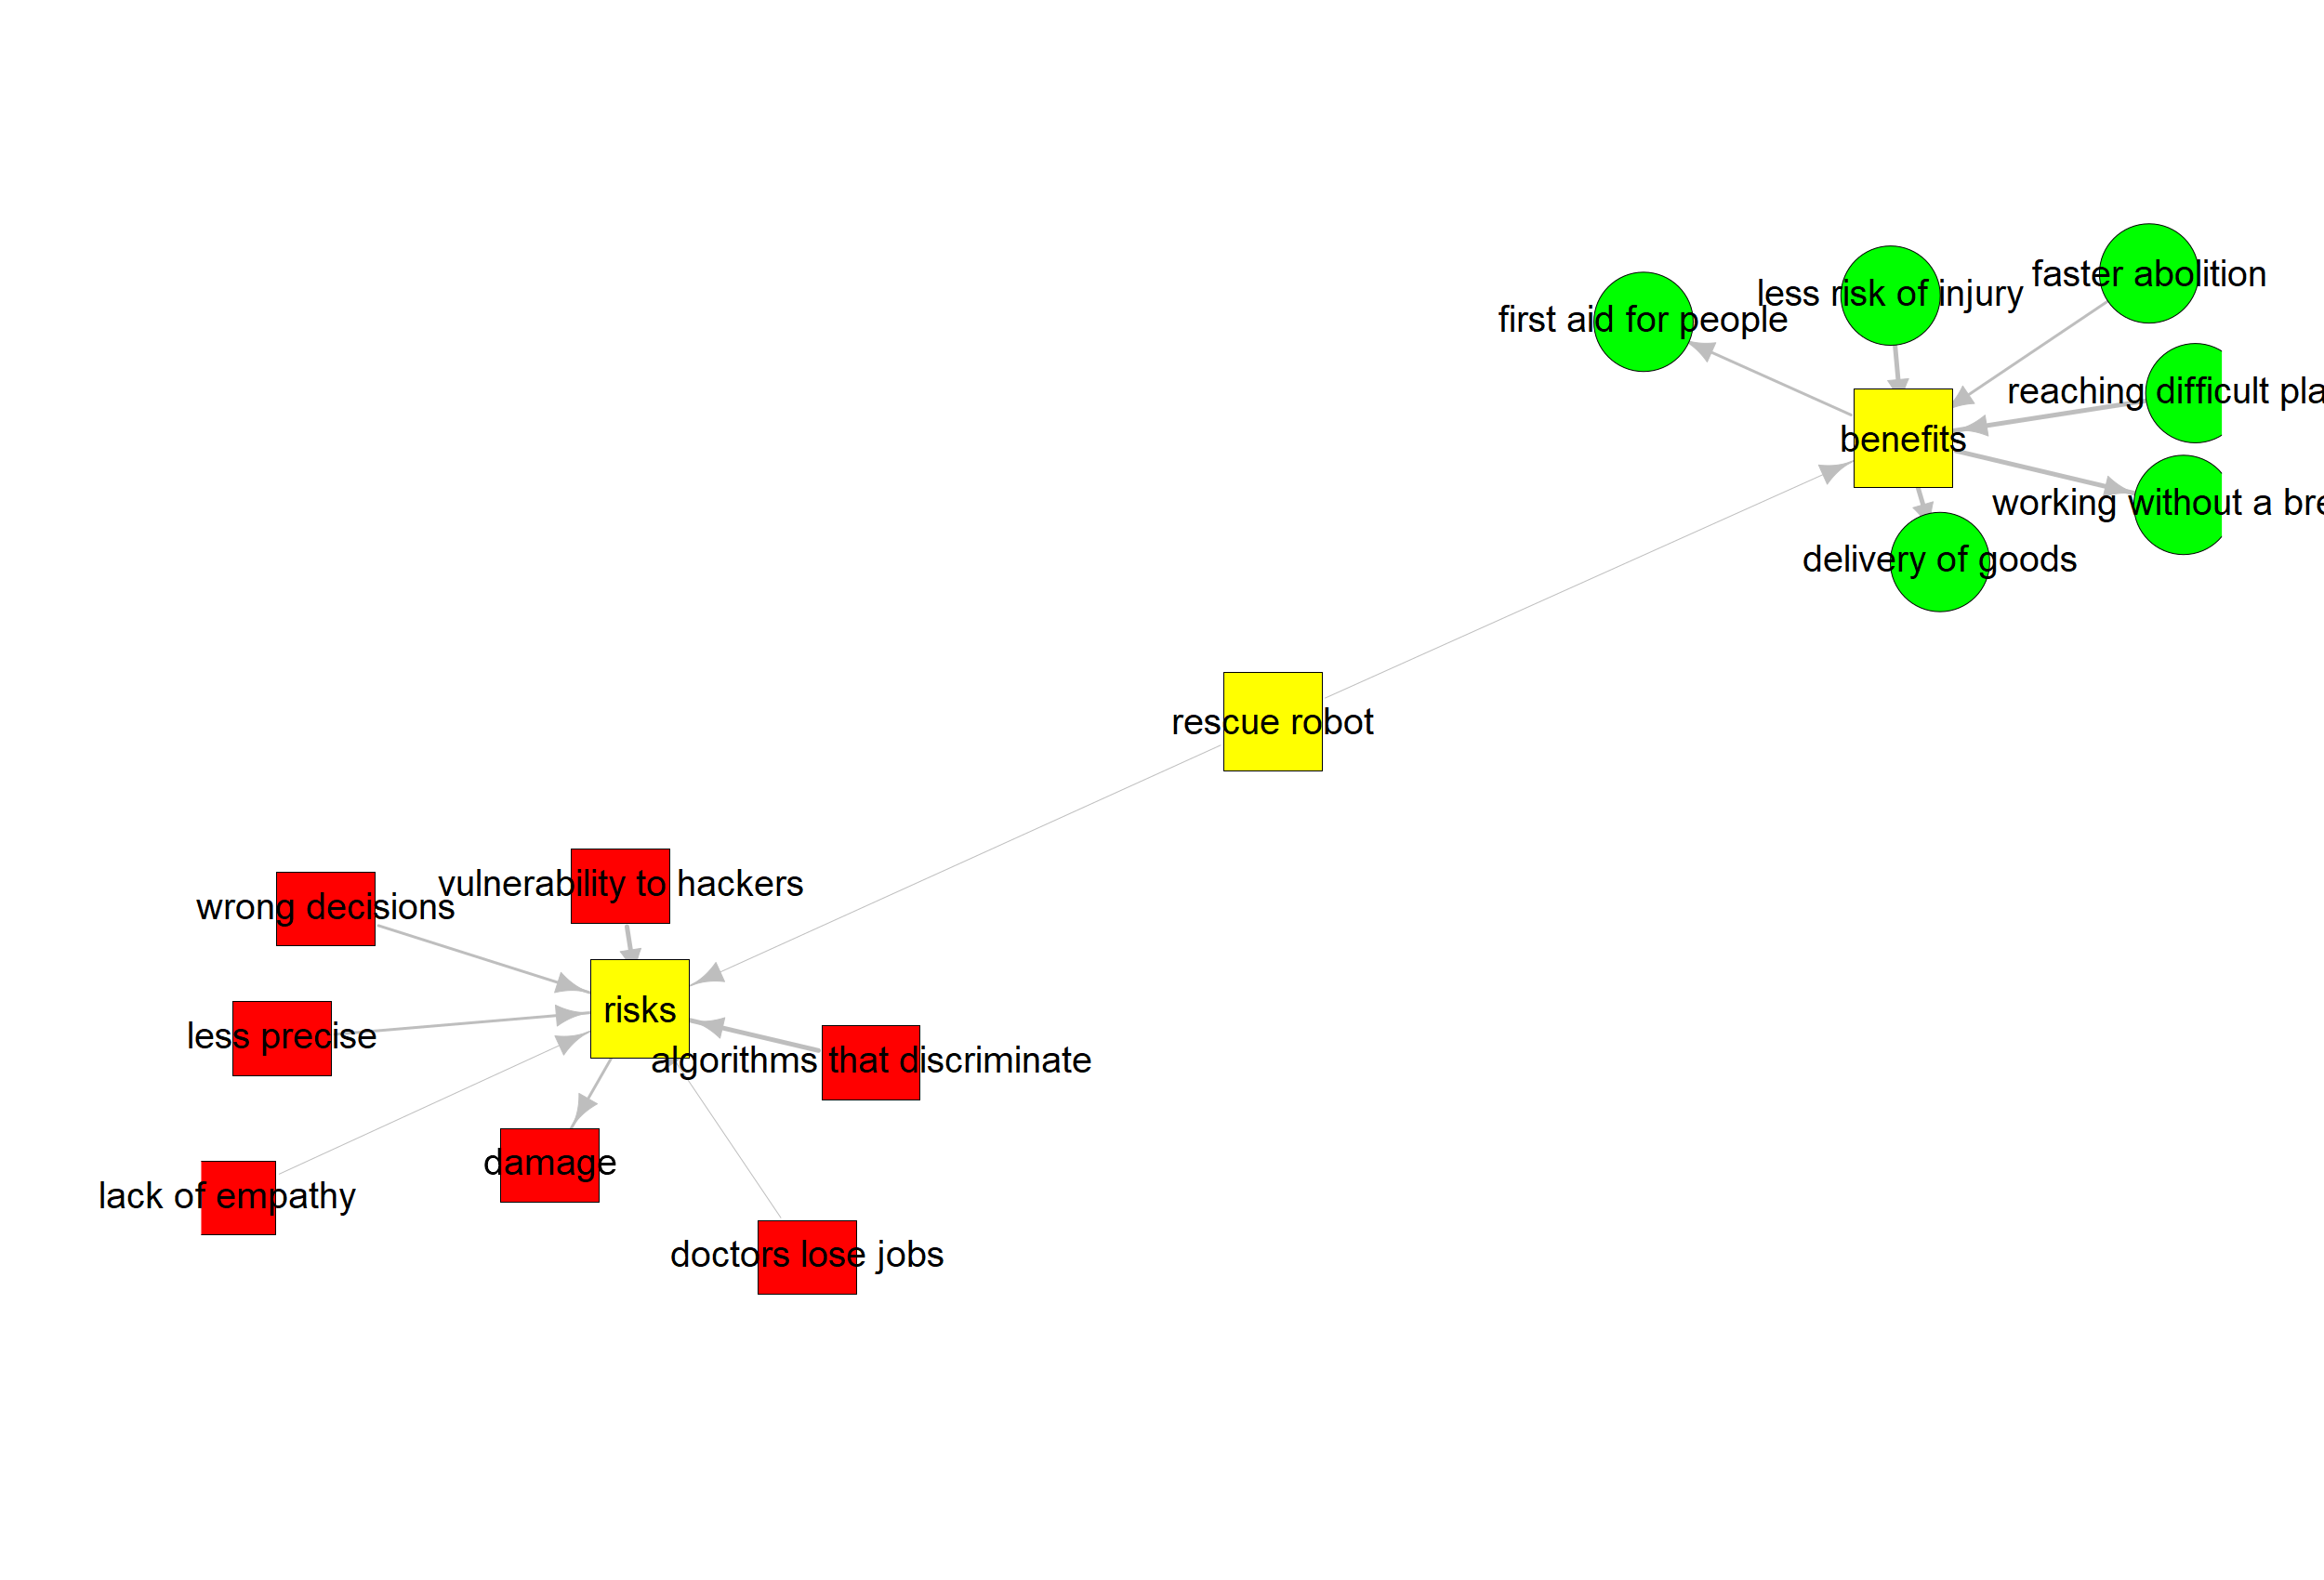 faster abolition
less risk of injury
first aid for people
reaching difficult pla
benefits
working without a bre
delivery of goods
rescue robot
vulnerability to hackers
wrong decisions
risks
less precise
algorithms that discriminate
damage
lack of empathy
doctors lose jobs